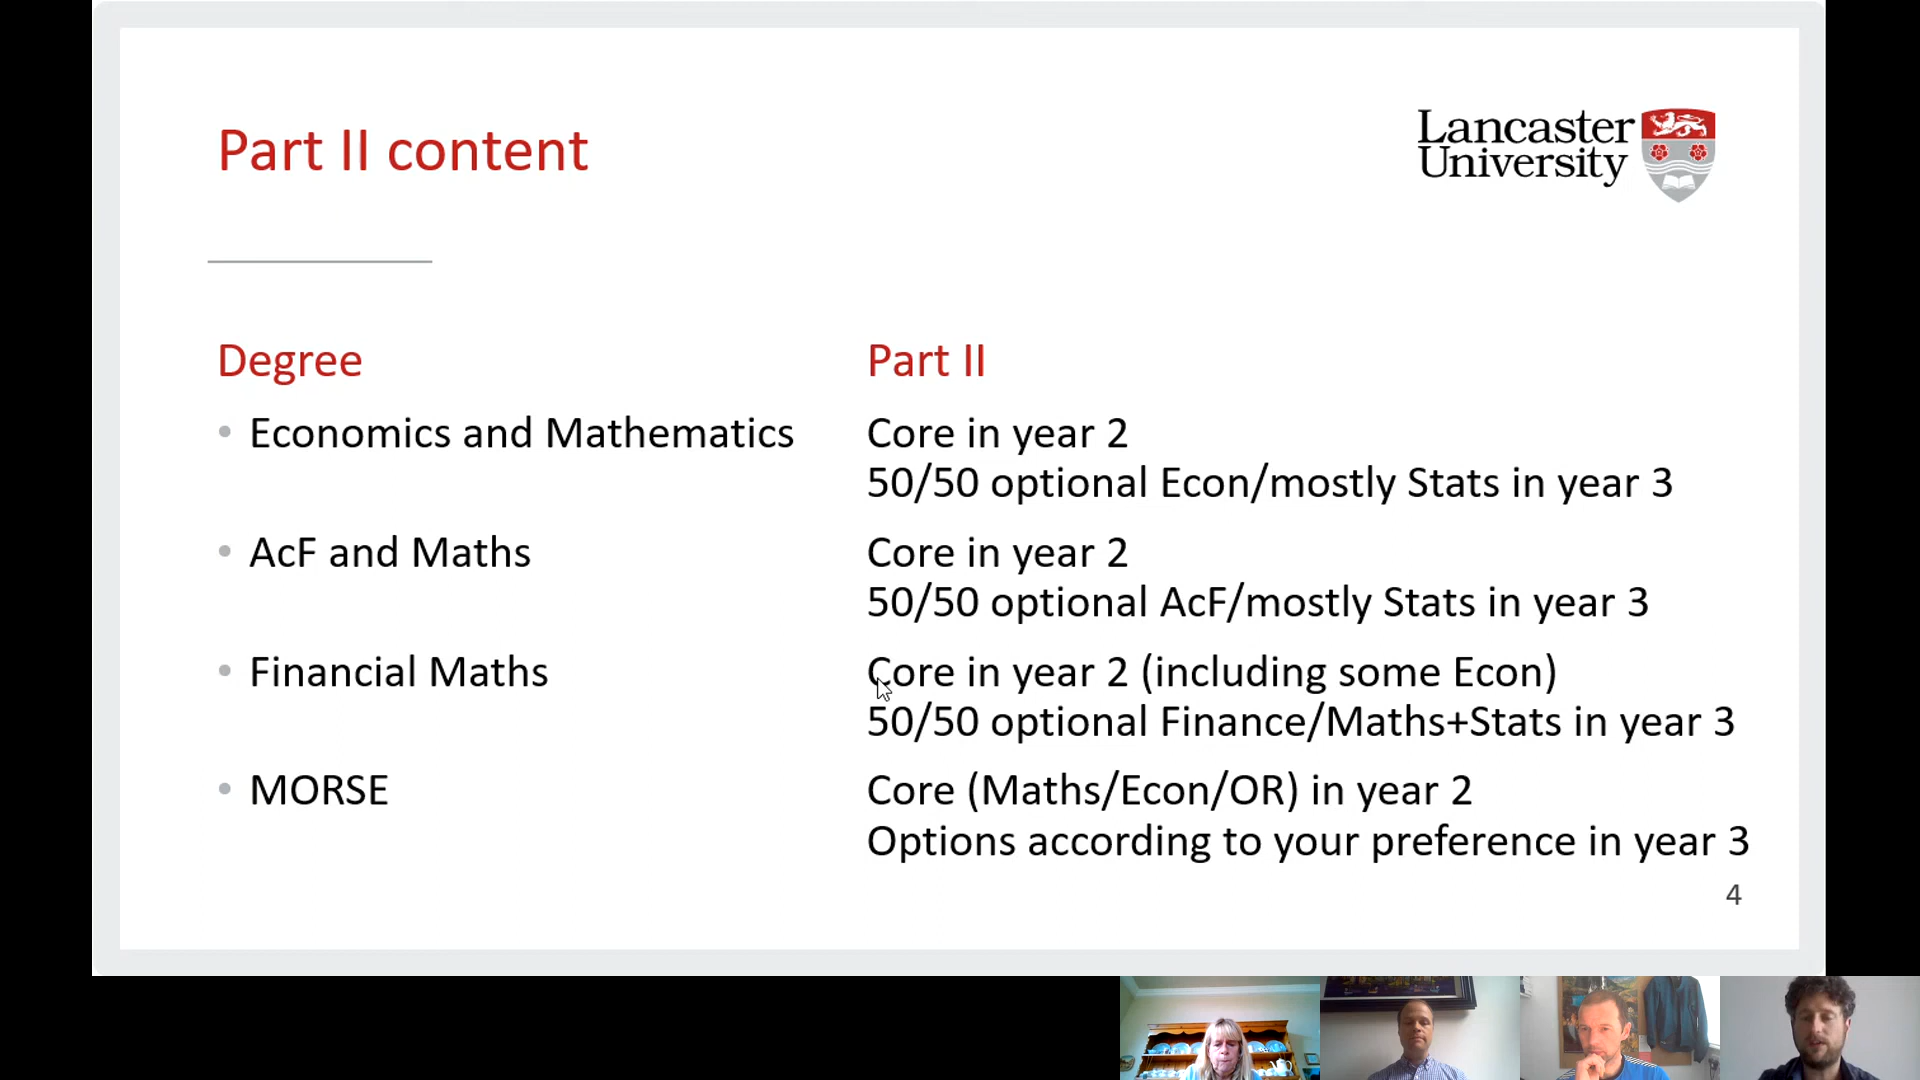 Part II content
Lancaster
University
Degree
Part II
• Economics and Mathematics
Core in year 2
50/50 optional Econ/mostly Stats in year 3
• AcF and Maths
Core in year 2
50/50 optional AcF/mostly Stats in year 3
• Financial Maths
Core in year 2 (including some Econ)
50/50 optional Finance/Maths+Stats in year 3
• MORSE
Core (Maths/Econ/OR) in year 2
Options according to your preference in year 3
4